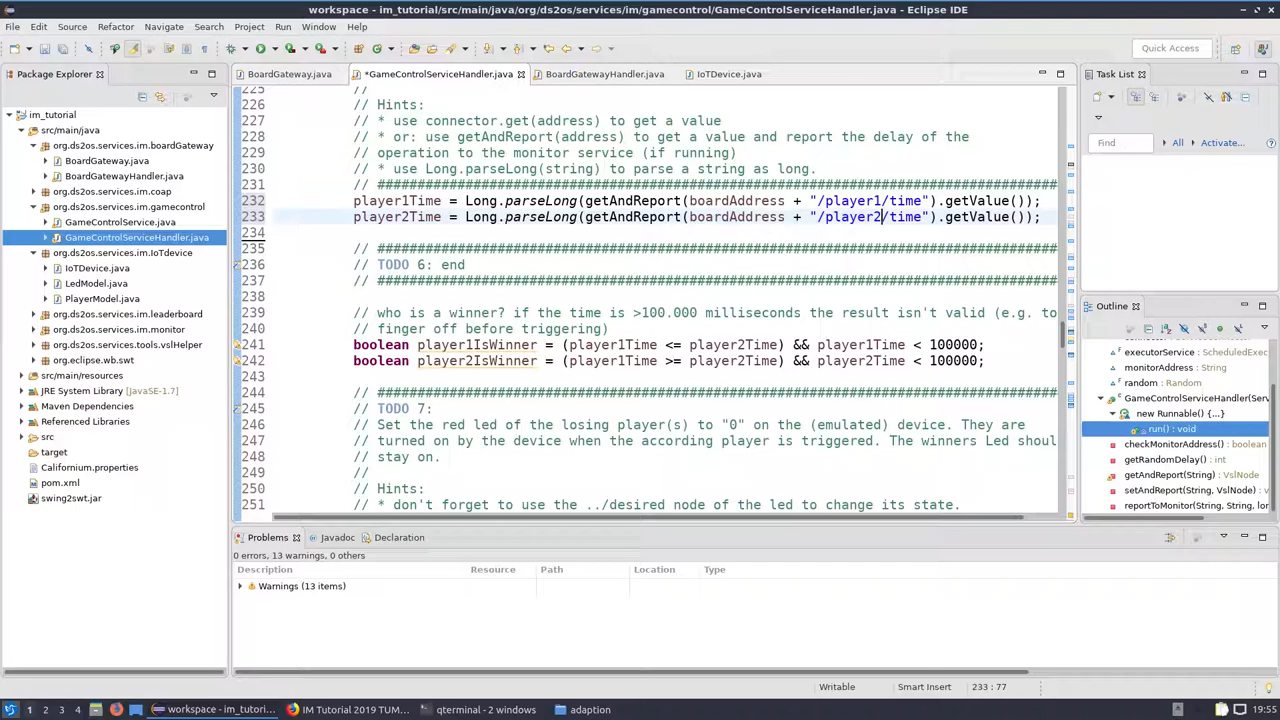 workspace - im_tutorial/src/main/java/org/ds2os/services/im/gamecontrol/GameControlServiceHandler.java - Eclipse IDE
File Edit Source Refactor Navigate Search Project Run Window Help
Quick Access
Package Explorer
BoardGateway.java
*GameControlServiceHandler.java
BoardGatewayHandler.java
IoTDevice.java
Task List
im_tutorial
src/main/java
org.ds2os.services.im.boardGateway
BoardGateway.java
BoardGatewayHandler.java
org.ds2os.services.im.coap
org.ds2os.services.im.gamecontrol
GameControlService.java
GameControlServiceHandler.java
org.ds2os.services.im.IoTdevice
IoTDevice.java
LedModel.java
PlayerModel.java
org.ds2os.services.im.leaderboard
org.ds2os.services.im.monitor
org.ds2os.services.tools.vslHelper
org.eclipse.wb.swt
src/main/resources
JRE System Library [JavaSE-1.7]
Maven Dependencies
Referenced Libraries
src
target
Californium.properties
pom.xml
swing2swt.jar
225 //
226 // Hints:
227 // * use connector.get(address) to get a value
228 // * or: use getAndReport(address) to get a value and report the delay of the
229 // operation to the monitor service (if running)
230 // * use Long.parseLong(string) to parse a string as long.
231 // ################################################################
232 player1Time = Long.parseLong(getAndReport(boardAddress + "/player1/time").getValue());
233 player2Time = Long.parseLong(getAndReport(boardAddress + "/player2/time").getValue());
234
235 // ################################################################
236 // TODO 6: end
237 // ################################################################
238
239 // who is a winner? if the time is >100.000 milliseconds the result isn't valid (e.g. to
240 // finger off before triggering)
241 boolean player1IsWinner = (player1Time <= player2Time) && player1Time < 100000;
242 boolean player2IsWinner = (player1Time >= player2Time) && player2Time < 100000;
243
244 // ################################################################
245 // TODO 7:
246 // Set the red led of the losing player(s) to "0" on the (emulated) device. They are
247 // turned on by the device when the according player is triggered. The winners Led shoul
248 // stay on.
249 //
250 // Hints:
251 // * don't forget to use the ../desired node of the led to change its state.
Find All Activate...
Outline
executorService : ScheduledExec
monitorAddress : String
random : Random
GameControlServiceHandler(Serv
new Runnable() {...}
run() : void
checkMonitorAddress() : boolean
getRandomDelay() : int
getAndReport(String) : VslNode
setAndReport(String, VslNode) :
reportToMonitor(String, String, lor
Problems Javadoc Declaration
0 errors, 13 warnings, 0 others
Description Resource Path Location Type
Warnings (13 items)
Writable Smart Insert 233 : 77
1 2 3 4 workspace - im_tutori... IM Tutorial 2019 TUM... qterminal - 2 windows adaption 19:55